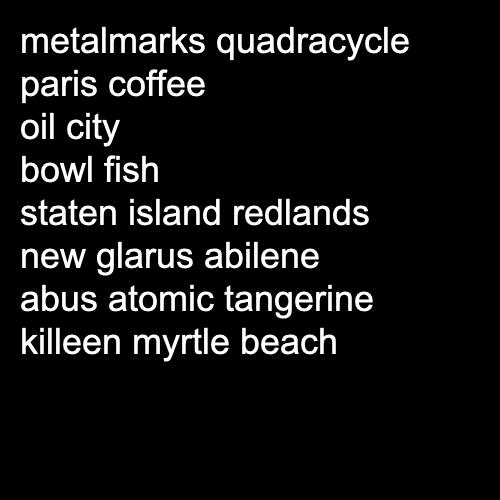 metalmarks quadracycle
paris coffee
oil city
bowl fish
staten island redlands
new glarus abilene
abus atomic tangerine
killeen myrtle beach